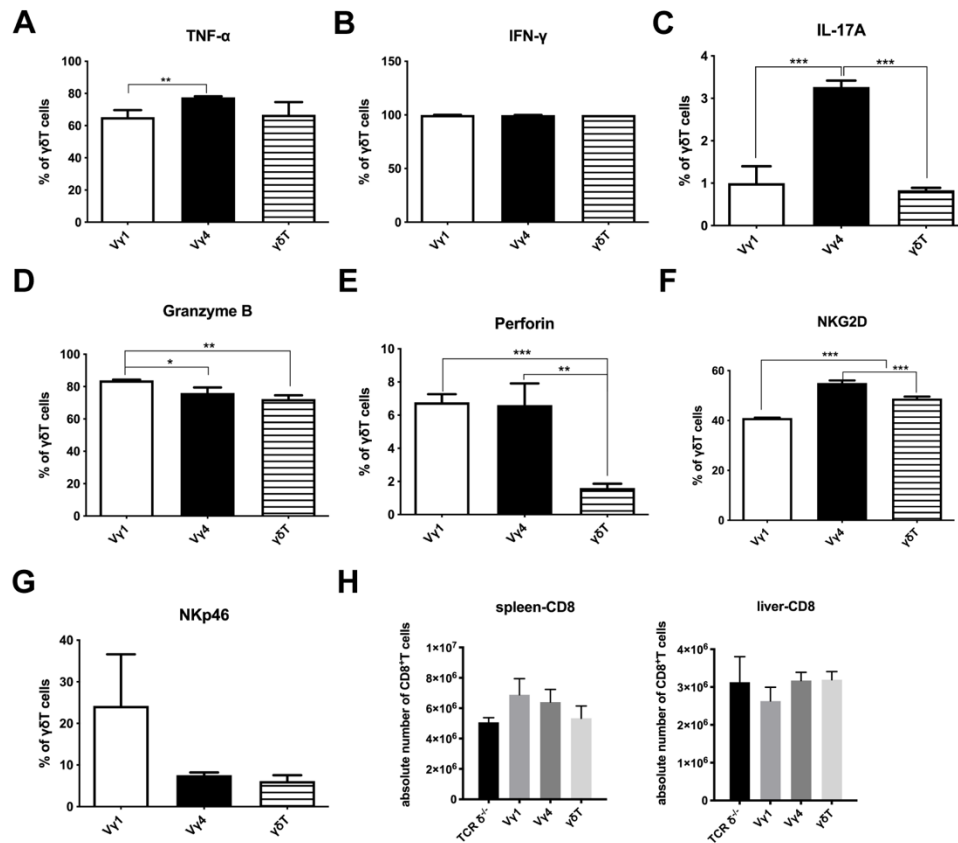 A
TNF-α
% of γδT cells
100
80
60
40
20
0
**
Vγ1
Vγ4
γδT
B
IFN-γ
% of γδT cells
150
100
50
0
Vγ1
Vγ4
γδT
C
IL-17A
% of γδT cells
4
3
2
1
0
***
***
Vγ1
Vγ4
γδT
D
Granzyme B
% of γδT cells
100
80
60
40
20
0
**
*
Vγ1
Vγ4
γδT
E
Perforin
% of γδT cells
8
6
4
2
0
***
**
Vγ1
Vγ4
γδT
F
NKG2D
% of γδT cells
60
40
20
0
***
***
Vγ1
Vγ4
γδT
G
NKp46
% of γδT cells
40
30
20
10
0
Vγ1
Vγ4
γδT
H
spleen-CD8
absolute number of CD8⁺T cells
1×10⁷
8×10⁶
6×10⁶
4×10⁶
2×10⁶
0
TCR δ⁻/⁻
Vγ1
Vγ4
γδT
liver-CD8
absolute number of CD8⁺T cells
4×10⁶
3×10⁶
2×10⁶
1×10⁶
0
TCR δ⁻/⁻
Vγ1
Vγ4
γδT